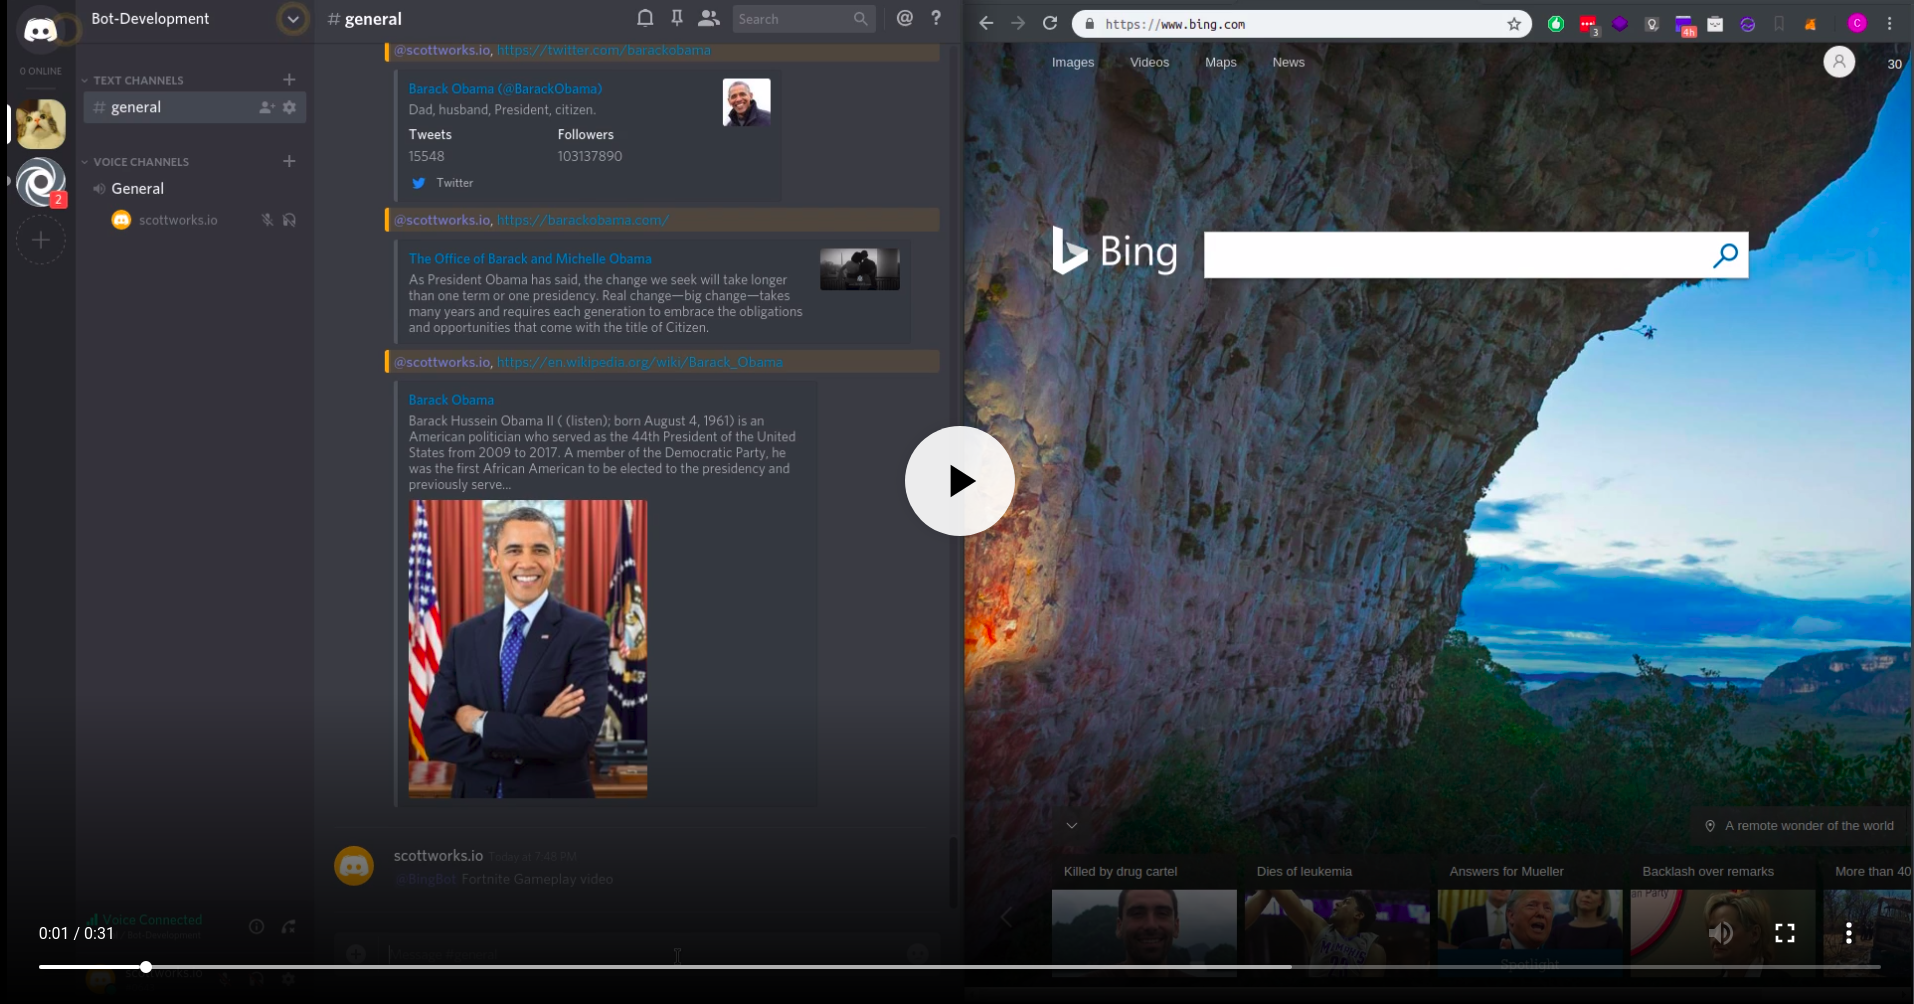 Bot-Development
0 ONLINE
2
TEXT CHANNELS
# general
VOICE CHANNELS
General
scottworks.io
# general
Search
@scottworks.io, https://twitter.com/barackobama
Barack Obama (@BarackObama)
Dad, husband, President, citizen.
Tweets Followers
15548 103137890
Twitter
@scottworks.io, https://barackobama.com/
The Office of Barack and Michelle Obama
As President Obama has said, the change we seek will take longer
than one term or one presidency. Real change—big change—takes
many years and requires each generation to embrace the obligations
and opportunities that come with the title of Citizen.
@scottworks.io, https://en.wikipedia.org/wiki/Barack_Obama
Barack Obama
Barack Hussein Obama II ( (listen); born August 4, 1961) is an
American politician who served as the 44th President of the United
States from 2009 to 2017. A member of the Democratic Party, he
was the first African American to be elected to the presidency and
previously serve...
scottworks.io Today at 7:48 PM
@BingBot Fortnite Gameplay video
Voice Connected
0:01 / 0:31
scottworks.io
https://www.bing.com
3
4h
C
Images Videos Maps News
30
Bing
A remote wonder of the world
Killed by drug cartel
Dies of leukemia
Answers for Mueller
Backlash over remarks
More than 40
Spotlight